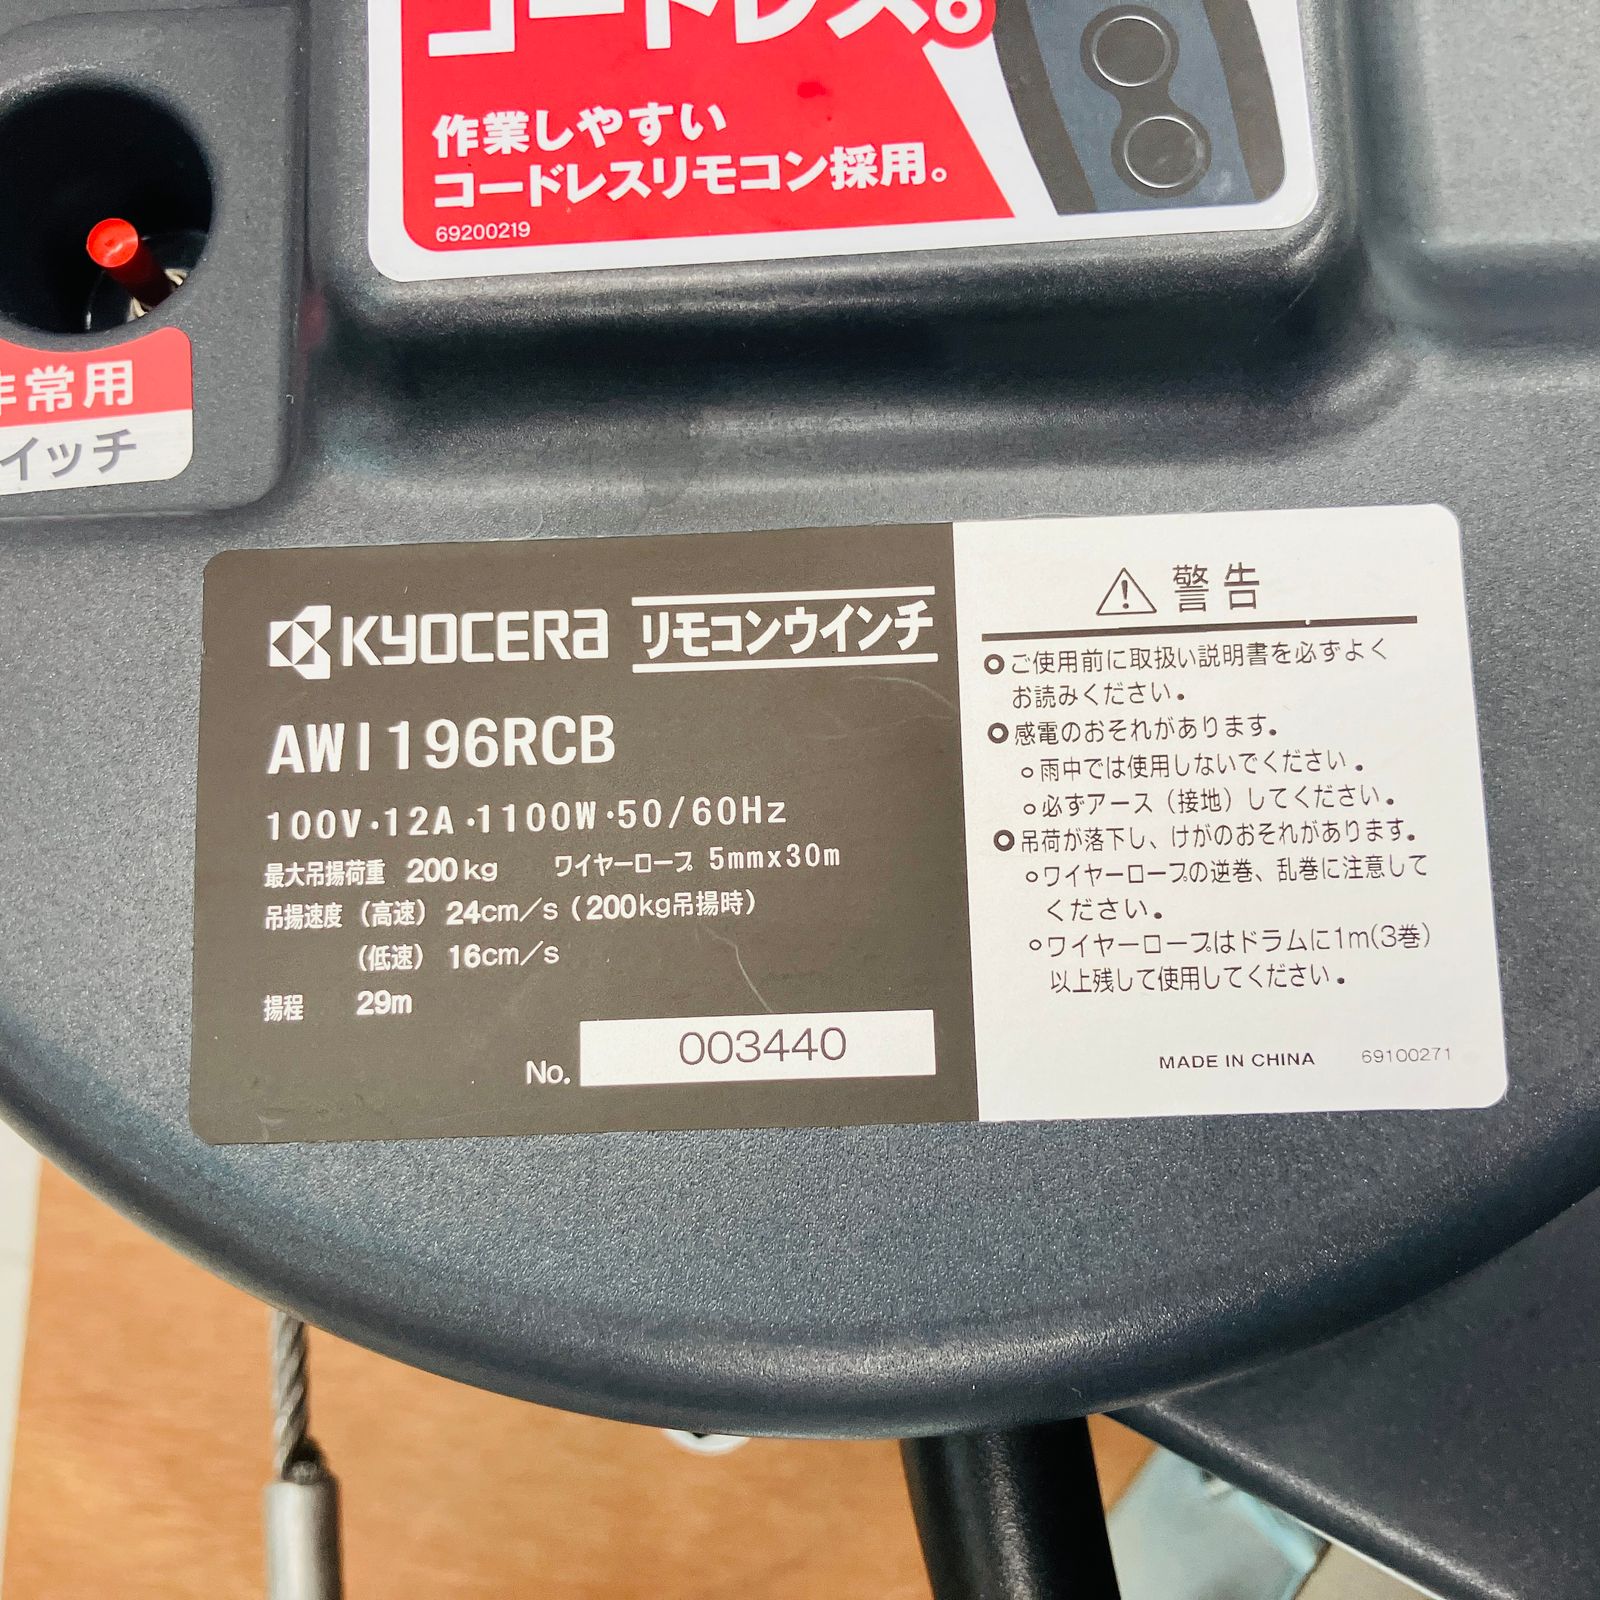 コードレス。
作業しやすい
コードレスリモコン採用。
69200219
非常用
イッチ
KYOCERA リモコンウインチ
AWI196RCB
100V・12A・1100W・50/60Hz
最大吊揚荷重 200kg ワイヤーロープ 5mmx30m
吊揚速度 (高速) 24cm/s (200kg吊揚時)
(低速) 16cm/s
揚程 29m
No. 003440
⚠ 警告
ご使用前に取扱い説明書を必ずよく
お読みください。
感電のおそれがあります。
○雨中では使用しないでください。
○必ずアース(接地)してください。
吊荷が落下し、けがのおそれがあります。
○ワイヤーロープの逆巻、乱巻に注意して
ください。
○ワイヤーロープはドラムに1m(3巻)
以上残して使用してください。
MADE IN CHINA 69100271